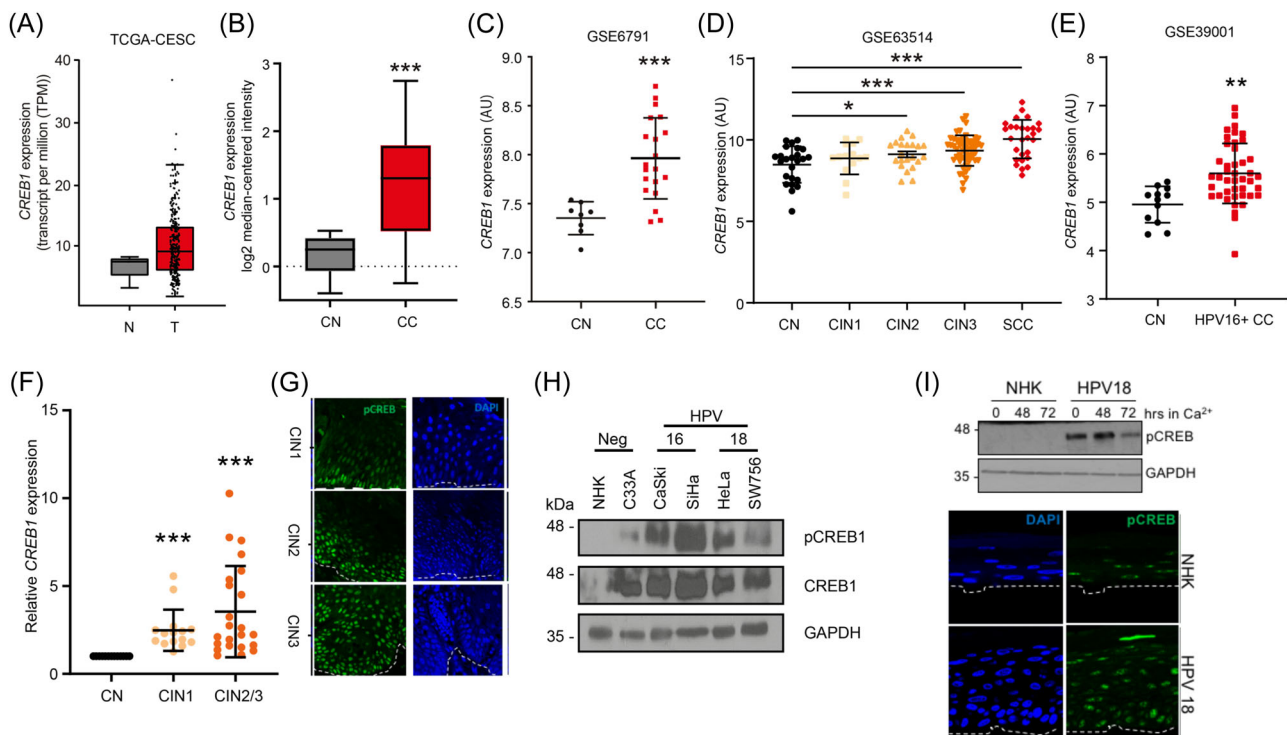 (A)
TCGA-CESC
CREB1 expression
(transcript per million (TPM))
40
30
20
10
N T
(B)
CREB1 expression
log2 median-centered intensity
3
2
1
0
***
CN CC
(C)
GSE6791
CREB1 expression (AU)
9.0
8.5
8.0
7.5
7.0
6.5
***
CN CC
(D)
GSE63514
CREB1 expression (AU)
15
10
5
0
***
***
*
CN CIN1 CIN2 CIN3 SCC
(E)
GSE39001
CREB1 expression (AU)
8
7
6
5
4
3
**
CN HPV16+ CC
(F)
Relative CREB1 expression
15
10
5
0
***
***
CN CIN1 CIN2/3
(G)
pCREB DAPI
CIN1
CIN2
CIN3
(H)
HPV
Neg 16 18
NHK C33A CaSki SiHa HeLa SW756
kDa
48 - pCREB1
48 - CREB1
35 - GAPDH
(I)
NHK HPV18
0 48 72 0 48 72 hrs in Ca²⁺
48 - pCREB
35 - GAPDH
DAPI pCREB
NHK
HPV 18